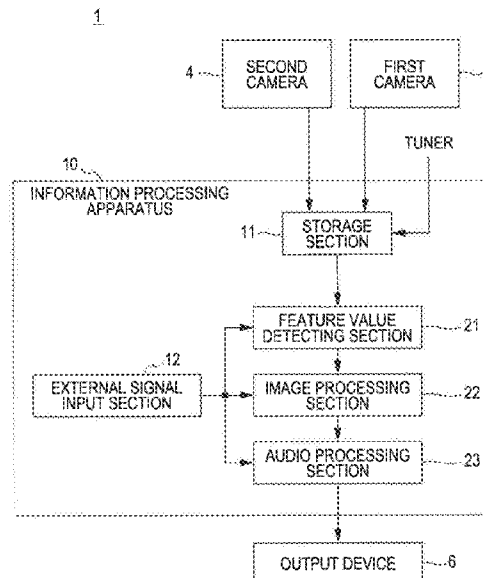 1
4
SECOND
CAMERA
FIRST
CAMERA
TUNER
10
INFORMATION PROCESSING
APPARATUS
11
STORAGE
SECTION
FEATURE VALUE
DETECTING SECTION
21
12
EXTERNAL SIGNAL
INPUT SECTION
IMAGE PROCESSING
SECTION
22
AUDIO PROCESSING
SECTION
23
OUTPUT DEVICE
6